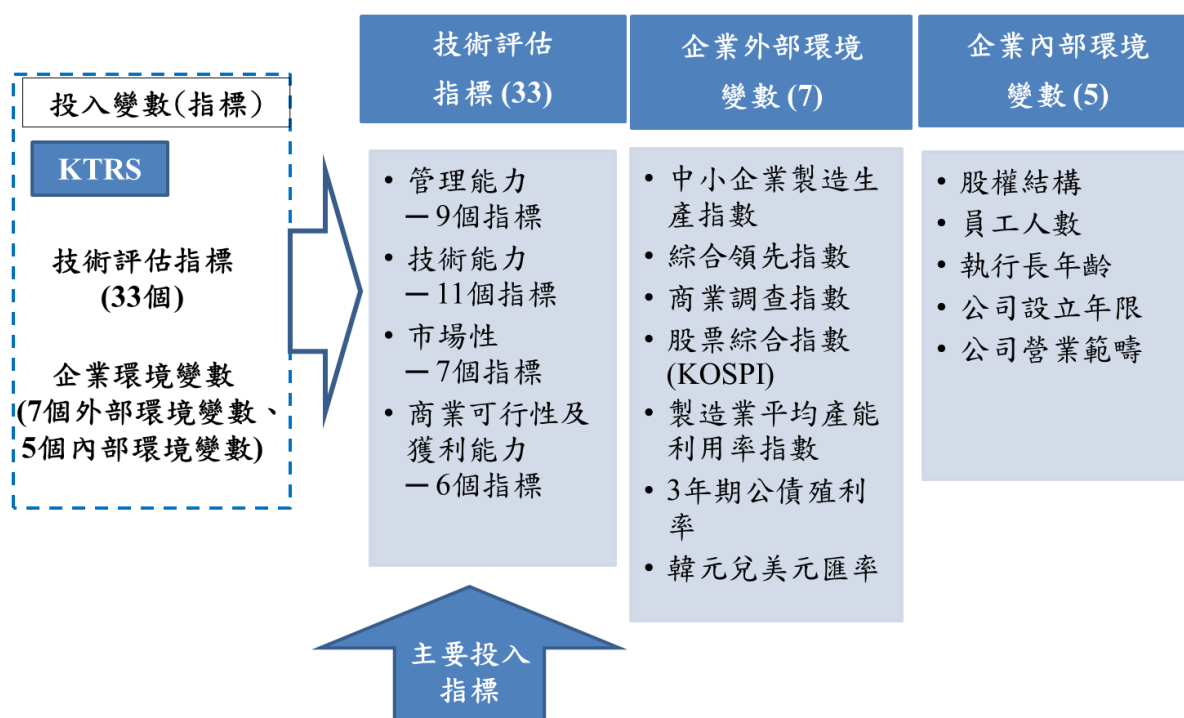 投入變數(指標)
KTRS
技術評估指標
(33個)
企業環境變數
(7個外部環境變數、
5個內部環境變數)
技術評估
指標 (33)
• 管理能力
－9個指標
• 技術能力
－11個指標
• 市場性
－7個指標
• 商業可行性及
獲利能力
－6個指標
企業外部環境
變數 (7)
• 中小企業製造生
產指數
• 綜合領先指數
• 商業調查指數
• 股票綜合指數
(KOSPI)
• 製造業平均產能
利用率指數
• 3年期公債殖利
率
• 韓元兌美元匯率
企業內部環境
變數 (5)
• 股權結構
• 員工人數
• 執行長年齡
• 公司設立年限
• 公司營業範疇
主要投入
指標